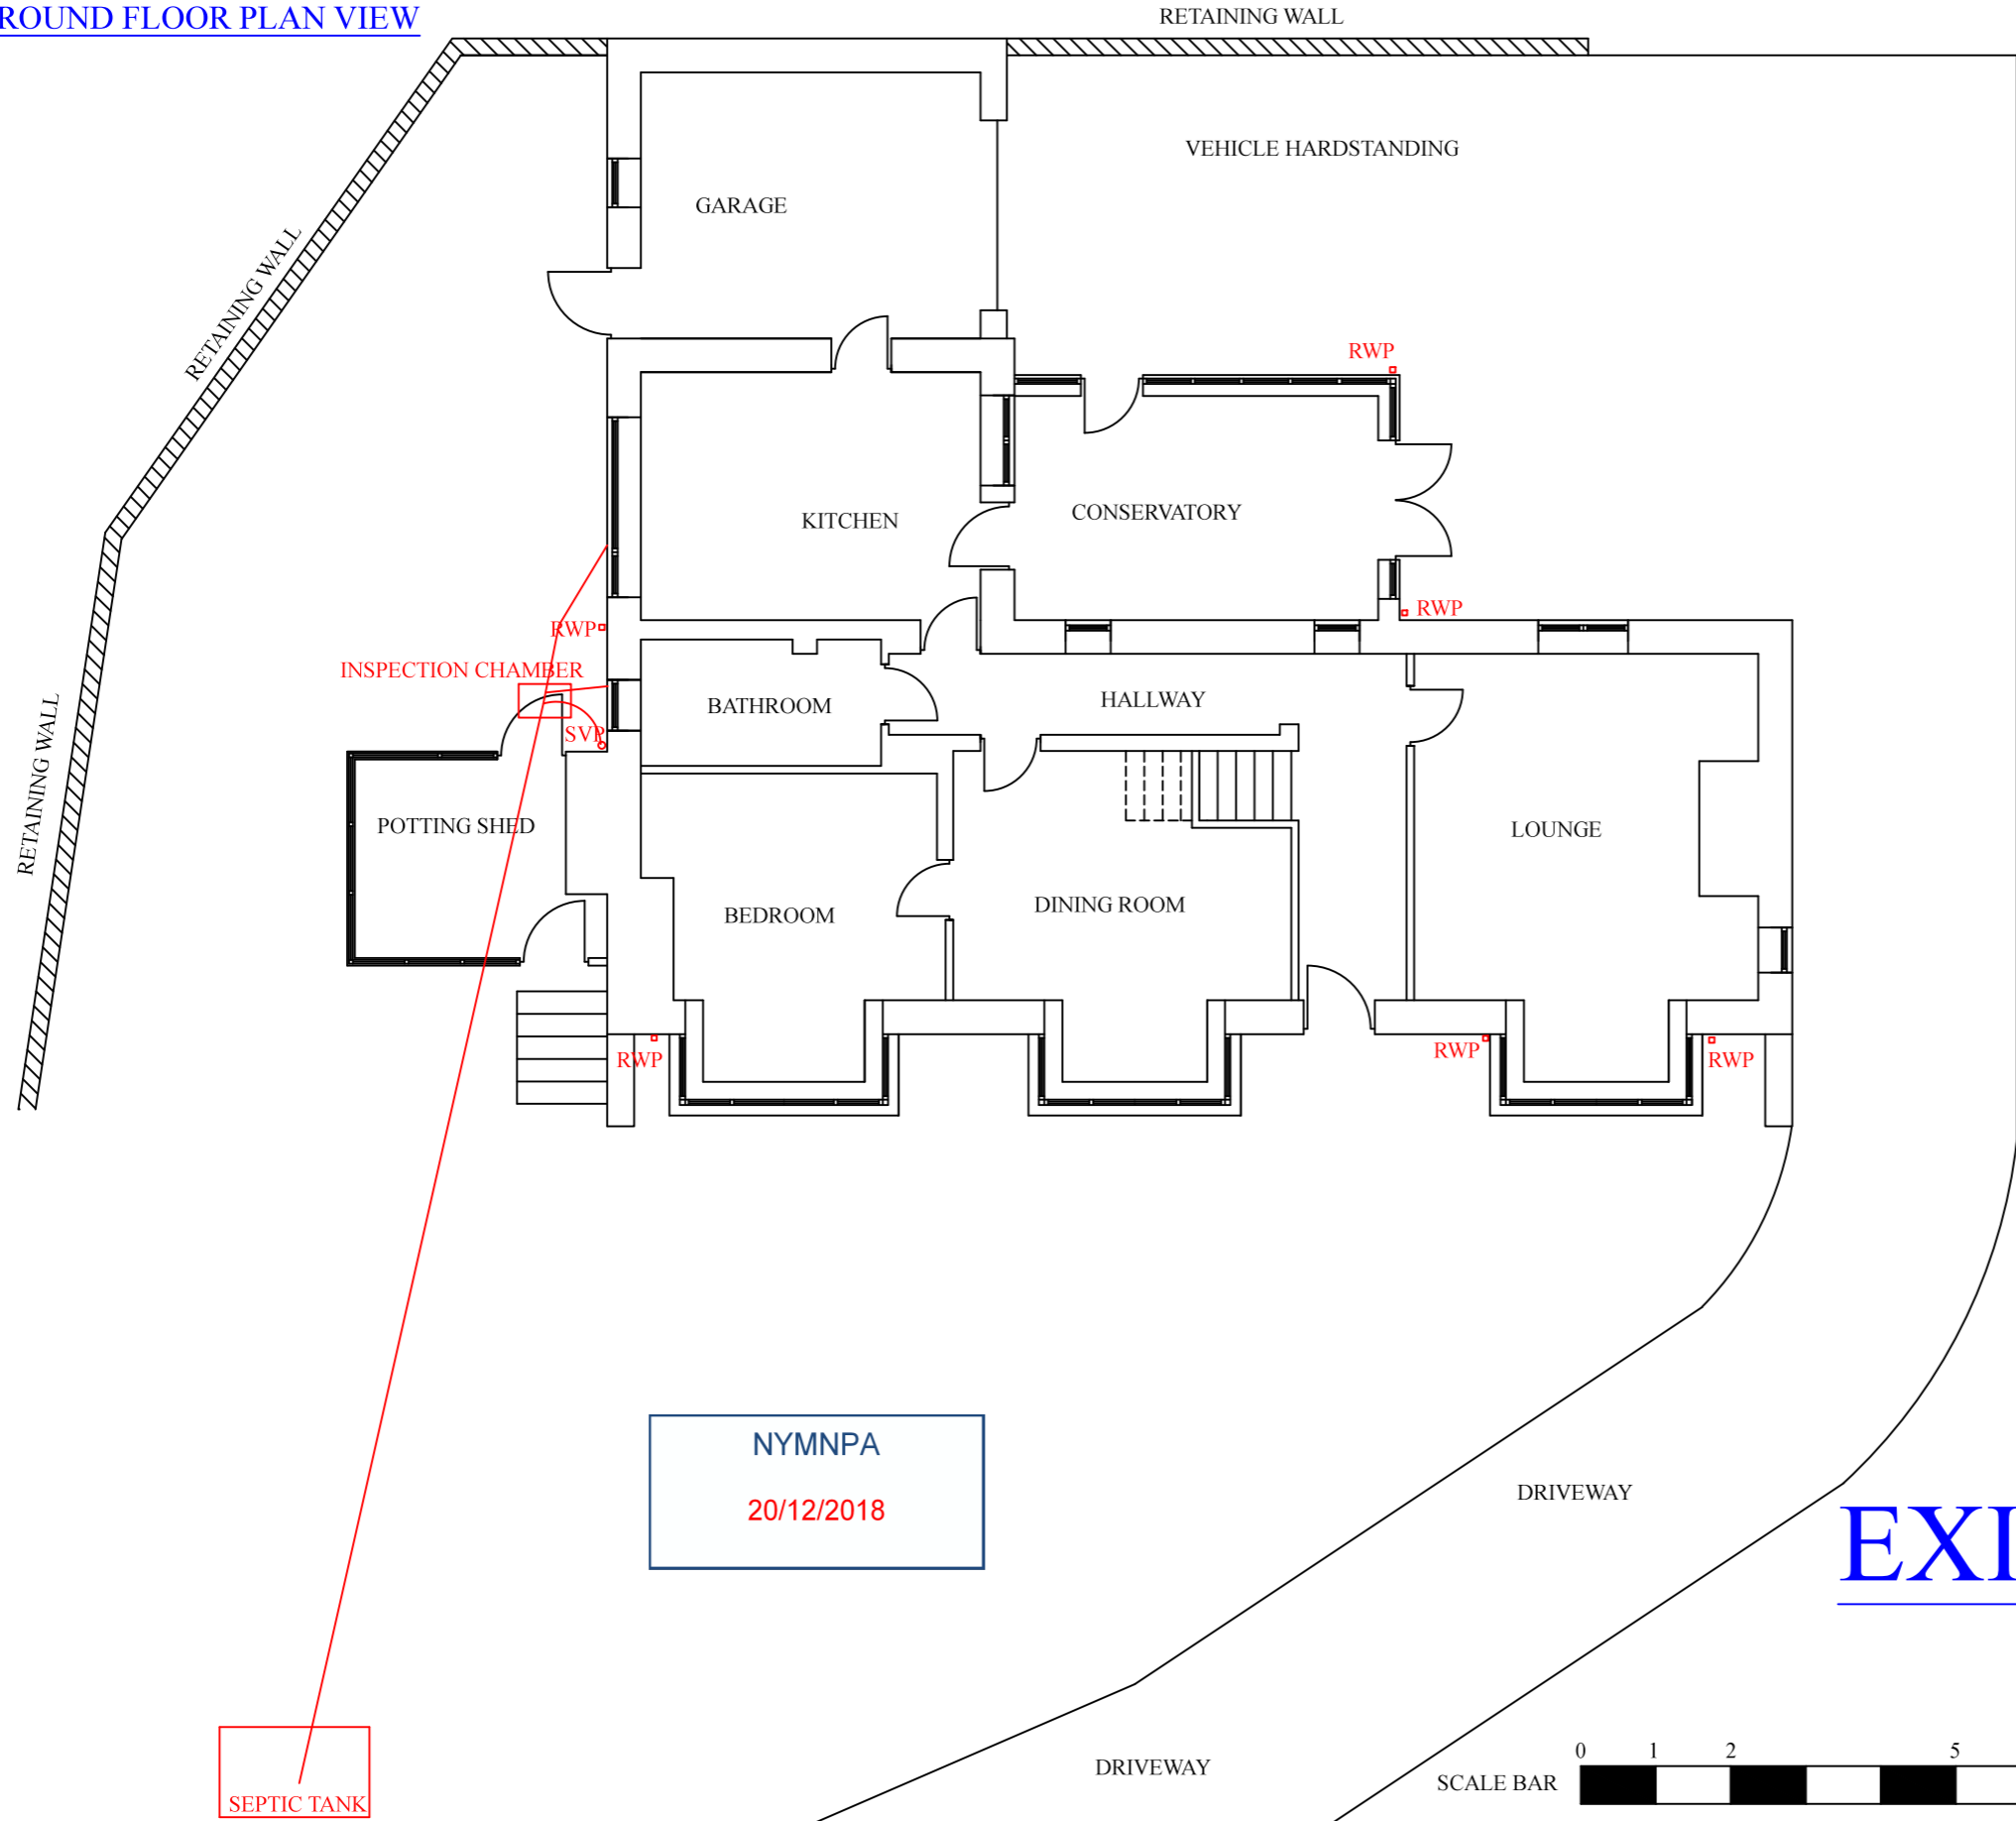 ROUND FLOOR PLAN VIEW
RETAINING WALL
VEHICLE HARDSTANDING
GARAGE
RETAINING WALL
RWP
KITCHEN
CONSERVATORY
RWP
RWP
INSPECTION CHAMBER
BATHROOM
HALLWAY
SVP
RETAINING WALL
POTTING SHED
LOUNGE
BEDROOM
DINING ROOM
RWP
RWP
RWP
NYMNPA
20/12/2018
DRIVEWAY
EXI
DRIVEWAY
0 1 2 5
SCALE BAR
SEPTIC TANK